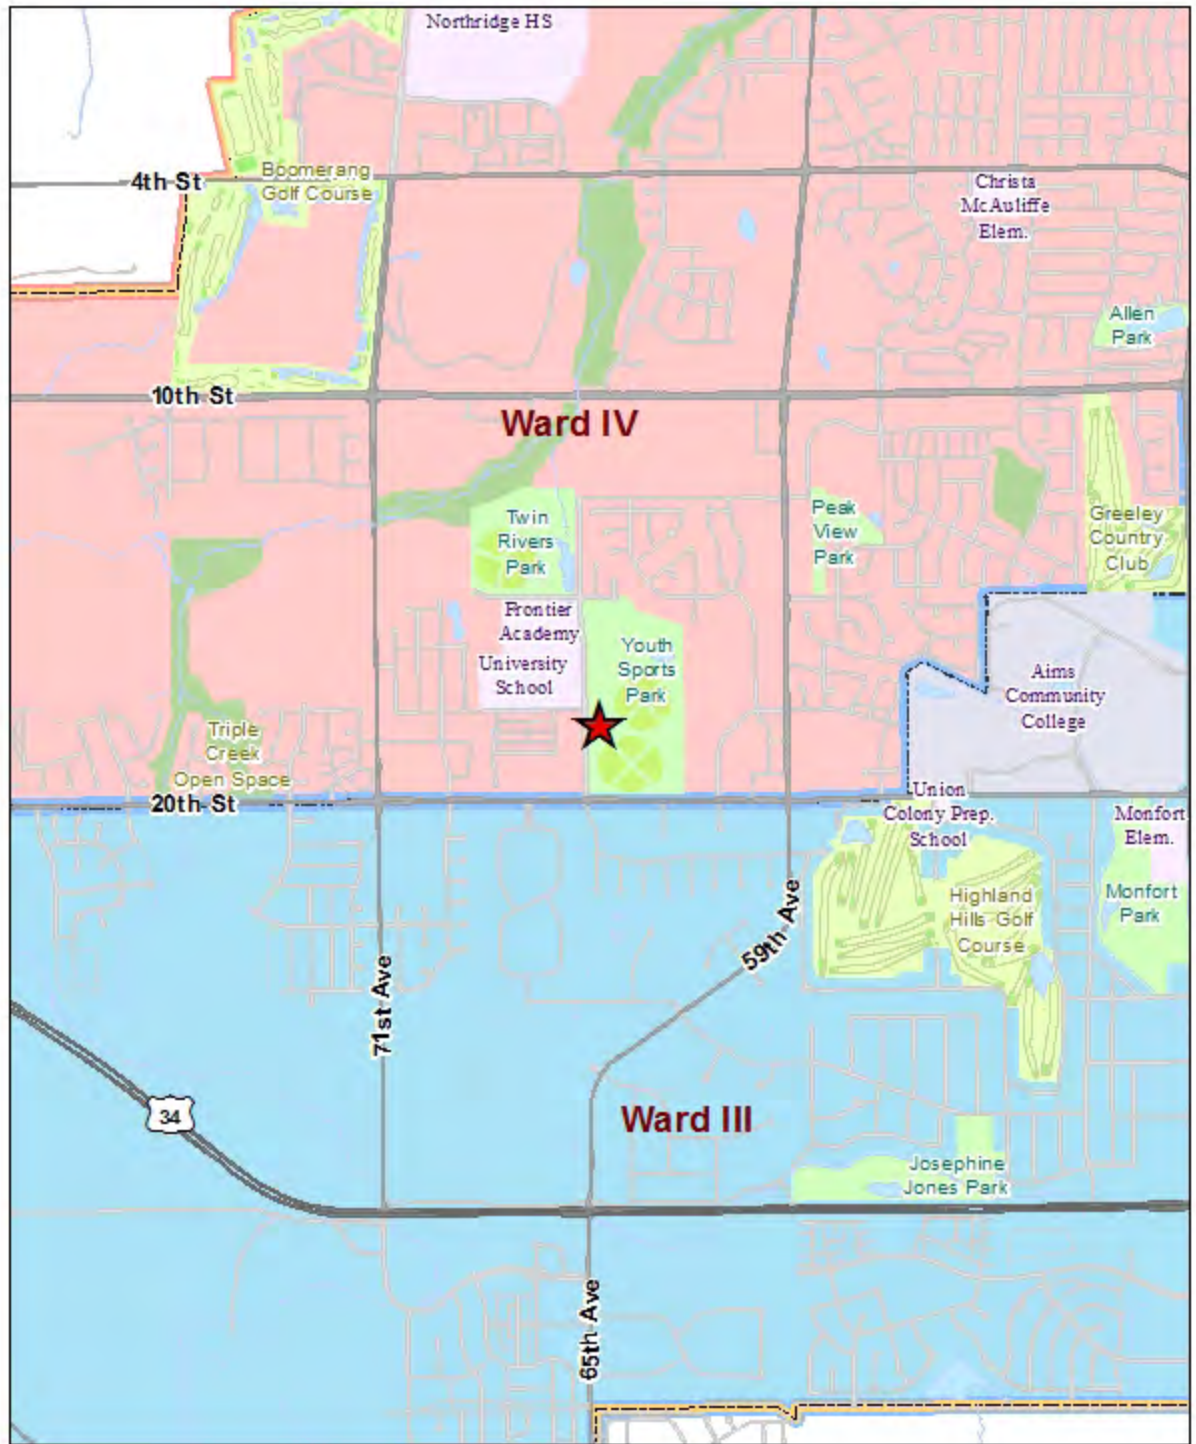 Northridge HS
Boomerang
Golf Course
4th St
Christa
McAuliffe
Elem.
Allen
Park
10th St
Ward IV
Twin
Rivers
Park
Peak
View
Park
Greeley
Country
Club
Frontier
Academy
University
School
Youth
Sports
Park
Aims
Community
College
Triple
Creek
Open Space
20th St
Union
Colony Prep.
School
Monfort
Elem.
Monfort
Park
Highland
Hills Golf
Course
59th Ave
71st Ave
34
Ward III
Josephine
Jones Park
65th Ave